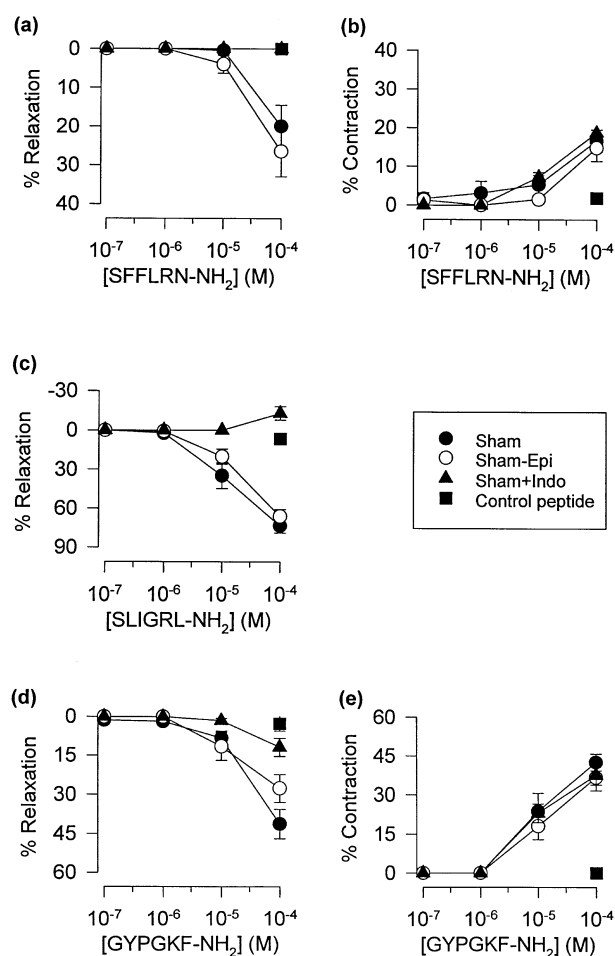 (a)
0
10
20
30
40
% Relaxation
10⁻⁷ 10⁻⁶ 10⁻⁵ 10⁻⁴
[SFFLRN-NH₂] (M)
(b)
40
30
20
10
0
% Contraction
10⁻⁷ 10⁻⁶ 10⁻⁵ 10⁻⁴
[SFFLRN-NH₂] (M)
(c)
-30
0
30
60
90
% Relaxation
10⁻⁷ 10⁻⁶ 10⁻⁵ 10⁻⁴
[SLIGRL-NH₂] (M)
Sham
Sham-Epi
Sham+Indo
Control peptide
(d)
0
15
30
45
60
% Relaxation
10⁻⁷ 10⁻⁶ 10⁻⁵ 10⁻⁴
[GYPGKF-NH₂] (M)
(e)
60
45
30
15
0
% Contraction
10⁻⁷ 10⁻⁶ 10⁻⁵ 10⁻⁴
[GYPGKF-NH₂] (M)